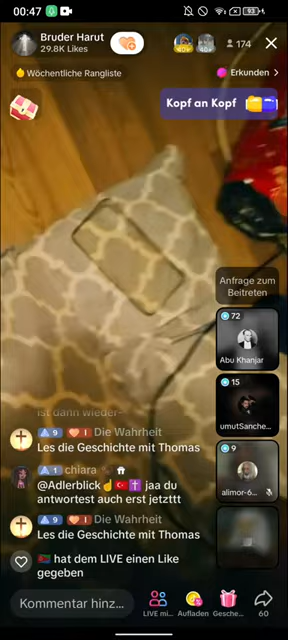 00:47
93
Bruder Harut
29.8K Likes
40+
40+
174
Wöchentliche Rangliste
Erkunden >
Kopf an Kopf
Anfrage zum
Beitreten
72
Abu Khanjar
15
umutSanche...
9
alimor-6...
ist dann wieder–
9 1 Die Wahrheit
Les die Geschichte mit Thomas
1 chiara
@Adlerblick☝🇹🇷✝️ jaa du
antwortest auch erst jetzttt
9 1 Die Wahrheit
Les die Geschichte mit Thomas
🇪🇷 hat dem LIVE einen Like
gegeben
Kommentar hinz...
LIVE mi...
Aufladen
Gesche...
60